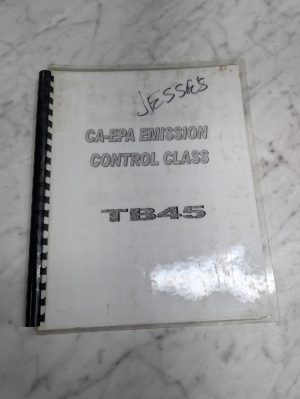 JESSE'S
CA-EPA EMISSION
CONTROL CLASS
TB45